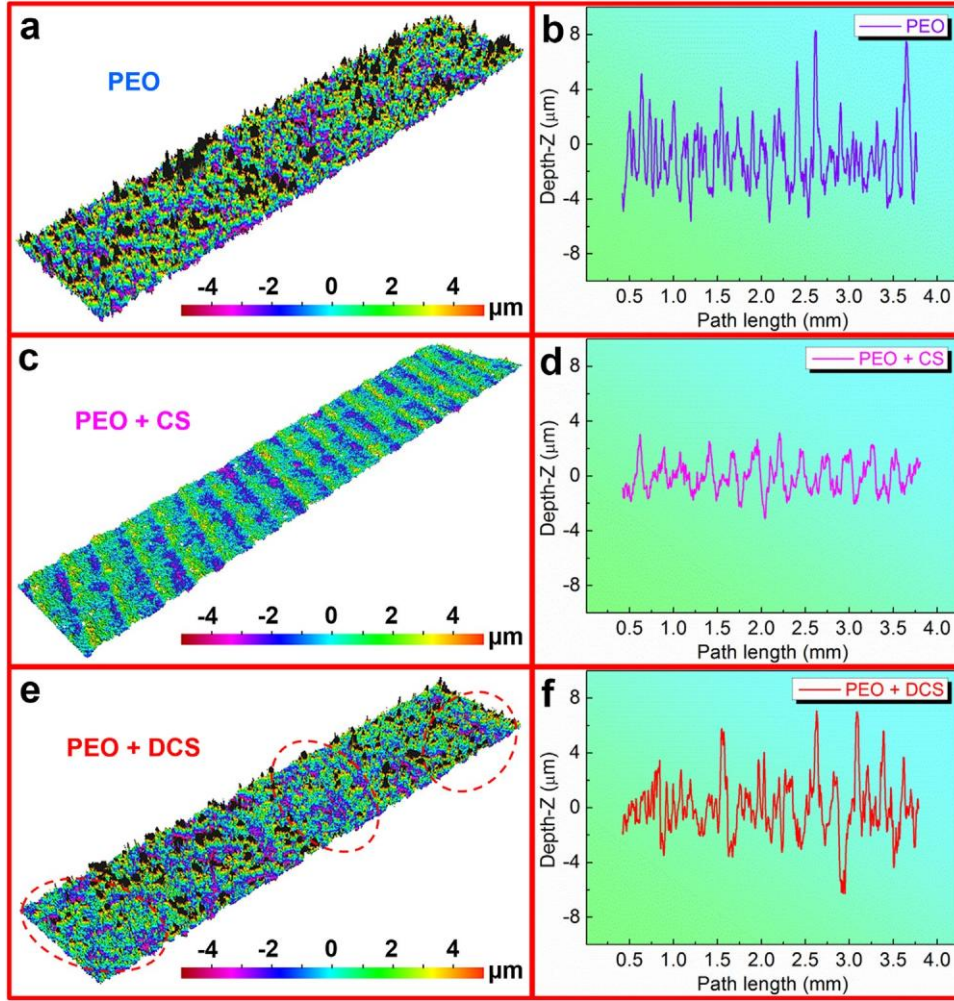 a
PEO
-4 -2 0 2 4
μm
b
PEO
8
4
0
-4
-8
Depth-Z (μm)
0.5 1.0 1.5 2.0 2.5 3.0 3.5 4.0
Path length (mm)
c
PEO + CS
-4 -2 0 2 4
μm
d
PEO + CS
8
4
0
-4
-8
Depth-Z (μm)
0.5 1.0 1.5 2.0 2.5 3.0 3.5 4.0
Path length (mm)
e
PEO + DCS
-4 -2 0 2 4
μm
f
PEO + DCS
8
4
0
-4
-8
Depth-Z (μm)
0.5 1.0 1.5 2.0 2.5 3.0 3.5 4.0
Path length (mm)